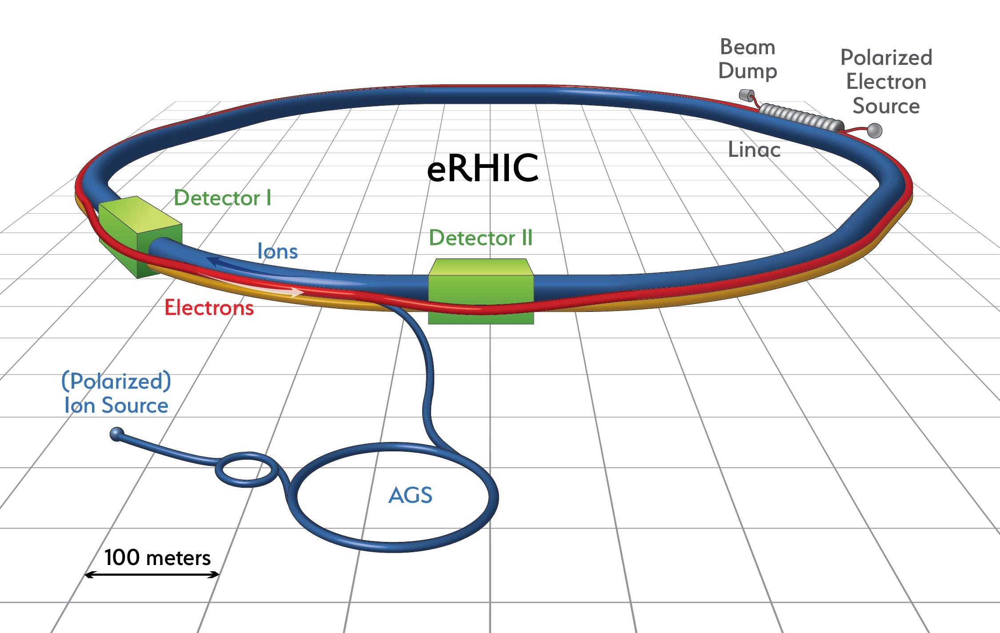 Beam
Dump
Polarized
Electron
Source
Linac
eRHIC
Detector I
Detector II
Ions
Electrons
(Polarized)
Ion Source
AGS
100 meters